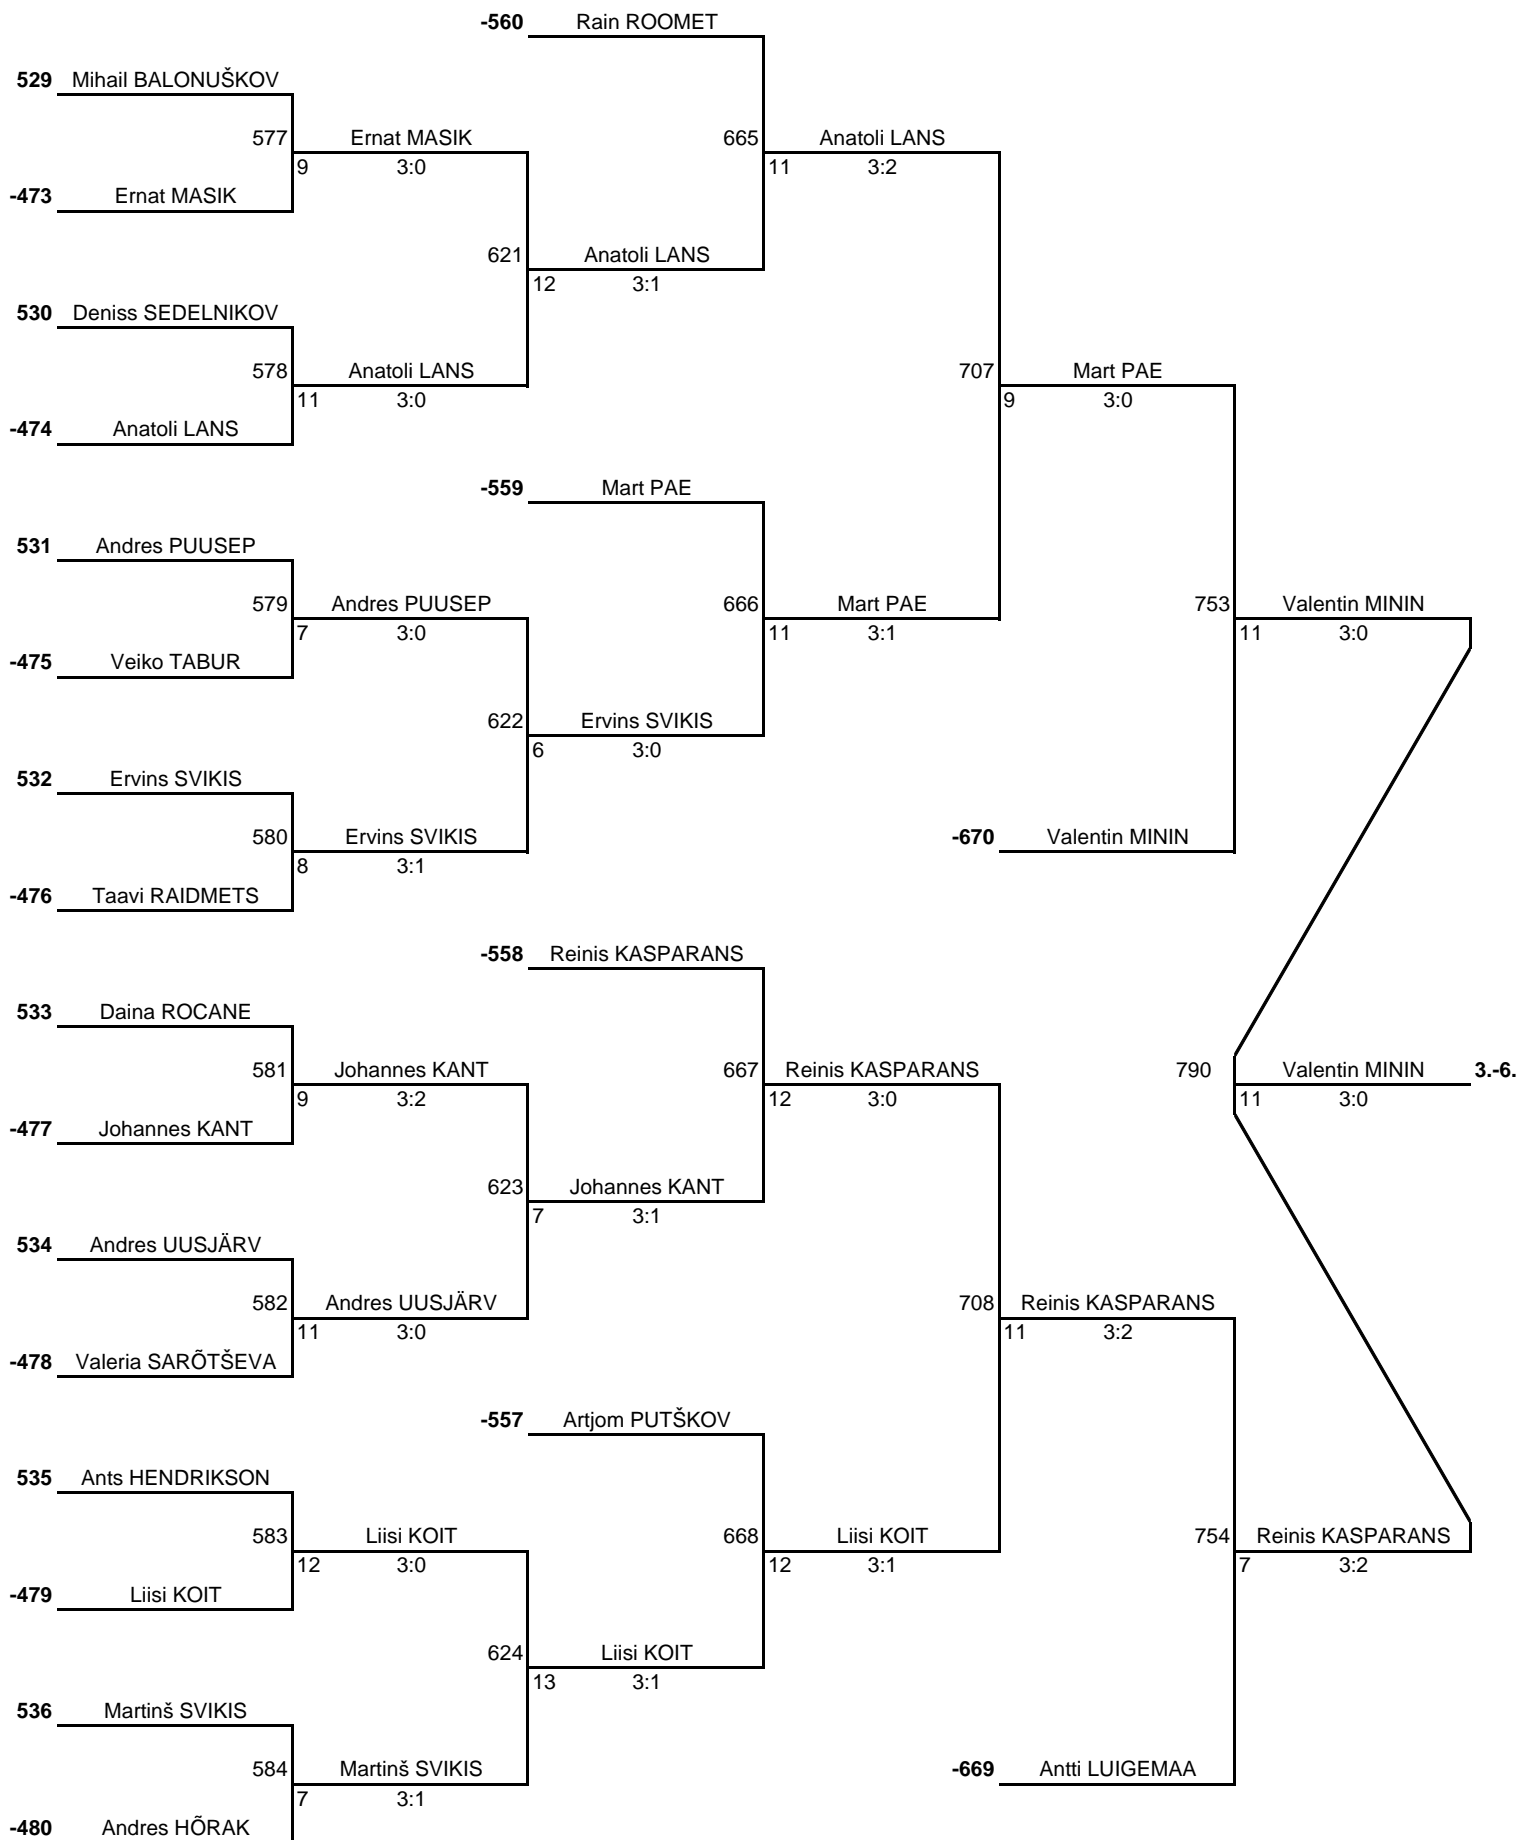 -560 Rain ROOMET
529 Mihail BALONUŠKOV
577 Ernat MASIK 665 Anatoli LANS
9 3:0 11 3:2
-473 Ernat MASIK
621 Anatoli LANS
12 3:1
530 Deniss SEDELNIKOV
578 Anatoli LANS 707 Mart PAE
11 3:0 9 3:0
-474 Anatoli LANS
-559 Mart PAE
531 Andres PUUSEP
579 Andres PUUSEP 666 Mart PAE 753 Valentin MININ
7 3:0 11 3:1 11 3:0
-475 Veiko TABUR
622 Ervins SVIKIS
6 3:0
532 Ervins SVIKIS
580 Ervins SVIKIS -670 Valentin MININ
8 3:1
-476 Taavi RAIDMETS
-558 Reinis KASPARANS
533 Daina ROCANE
581 Johannes KANT 667 Reinis KASPARANS 790 Valentin MININ 3.-6.
9 3:2 12 3:0 11 3:0
-477 Johannes KANT
623 Johannes KANT
7 3:1
534 Andres UUSJÄRV
582 Andres UUSJÄRV 708 Reinis KASPARANS
11 3:0 11 3:2
-478 Valeria SARÕTŠEVA
-557 Artjom PUTŠKOV
535 Ants HENDRIKSON
583 Liisi KOIT 668 Liisi KOIT 754 Reinis KASPARANS
12 3:0 12 3:1 7 3:2
-479 Liisi KOIT
624 Liisi KOIT
13 3:1
536 Martinš SVIKIS
584 Martinš SVIKIS -669 Antti LUIGEMAA
7 3:1
-480 Andres HÕRAK